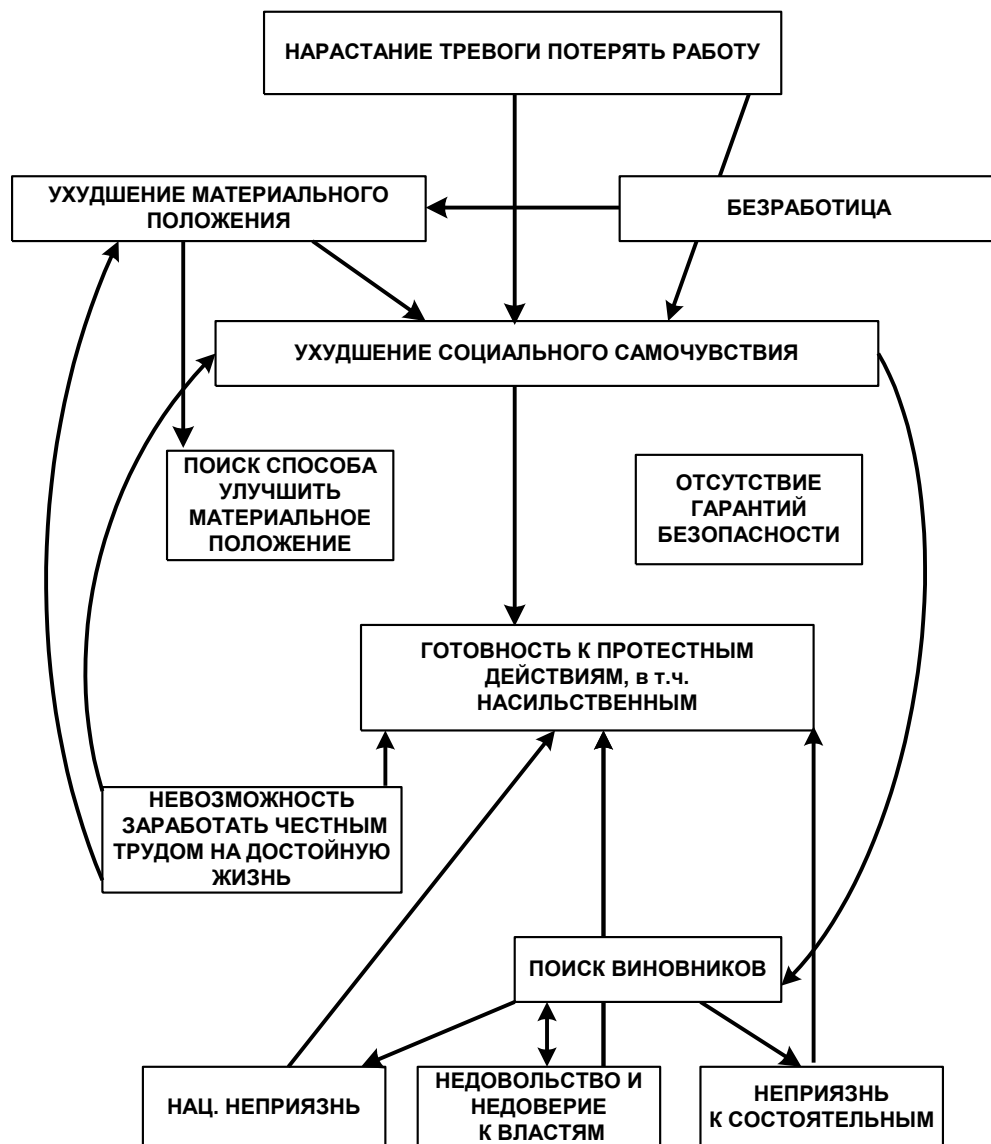 НАРАСТАНИЕ ТРЕВОГИ ПОТЕРЯТЬ РАБОТУ
УХУДШЕНИЕ МАТЕРИАЛЬНОГО
ПОЛОЖЕНИЯ
БЕЗРАБОТИЦА
УХУДШЕНИЕ СОЦИАЛЬНОГО САМОЧУВСТВИЯ
ПОИСК СПОСОБА
УЛУЧШИТЬ
МАТЕРИАЛЬНОЕ
ПОЛОЖЕНИЕ
ОТСУТСТВИЕ
ГАРАНТИЙ
БЕЗОПАСНОСТИ
ГОТОВНОСТЬ К ПРОТЕСТНЫМ
ДЕЙСТВИЯМ, в т.ч.
НАСИЛЬСТВЕННЫМ
НЕВОЗМОЖНОСТЬ
ЗАРАБОТАТЬ ЧЕСТНЫМ
ТРУДОМ НА ДОСТОЙНУЮ
ЖИЗНЬ
ПОИСК ВИНОВНИКОВ
НАЦ. НЕПРИЯЗНЬ
НЕДОВОЛЬСТВО И
НЕДОВЕРИЕ
К ВЛАСТЯМ
НЕПРИЯЗНЬ
К СОСТОЯТЕЛЬНЫМ